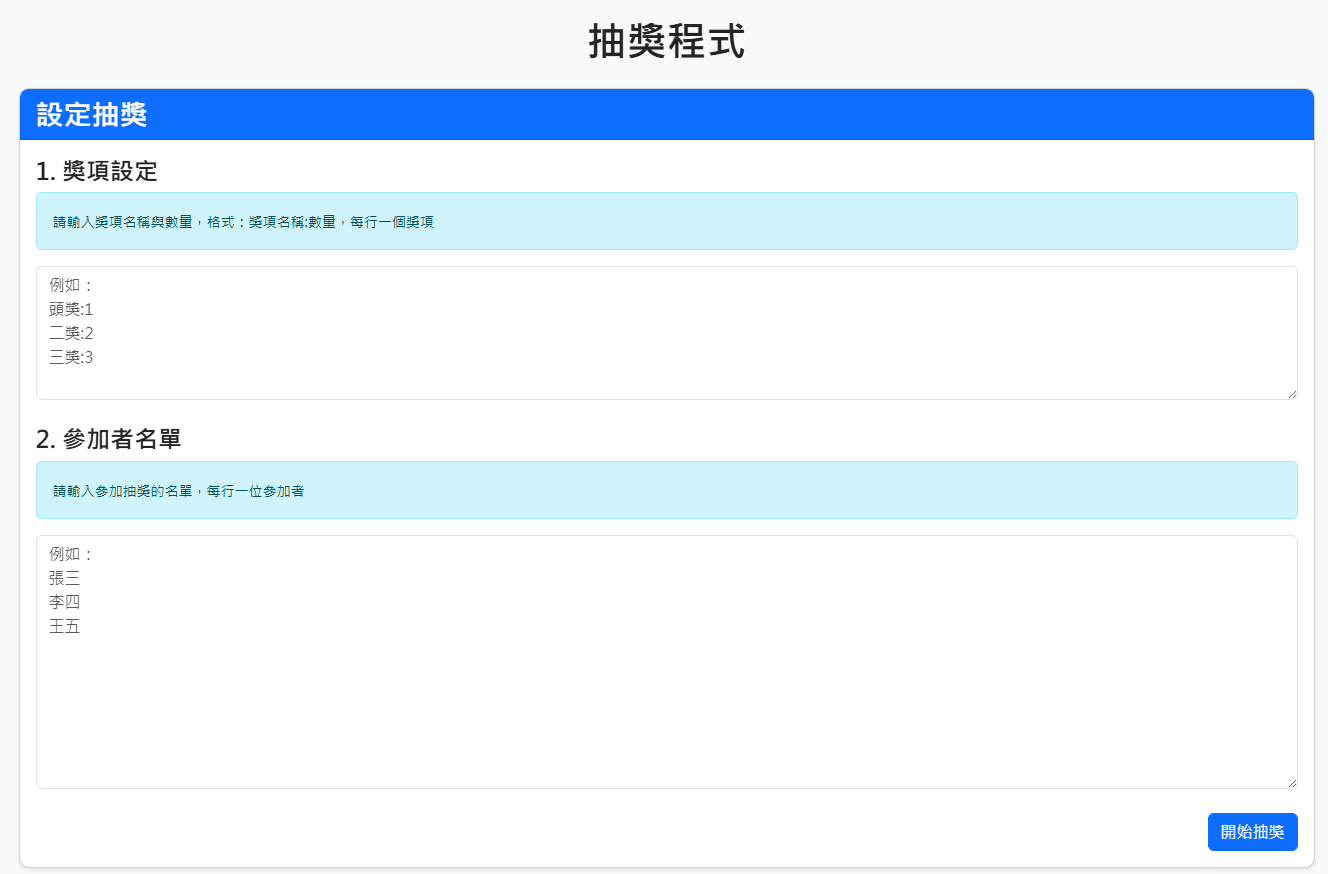 抽獎程式
設定抽獎
1. 獎項設定
請輸入獎項名稱與數量，格式：獎項名稱:數量，每行一個獎項
例如：
頭獎:1
二獎:2
三獎:3
2. 參加者名單
請輸入參加抽獎的名單，每行一位參加者
例如：
張三
李四
王五
開始抽獎